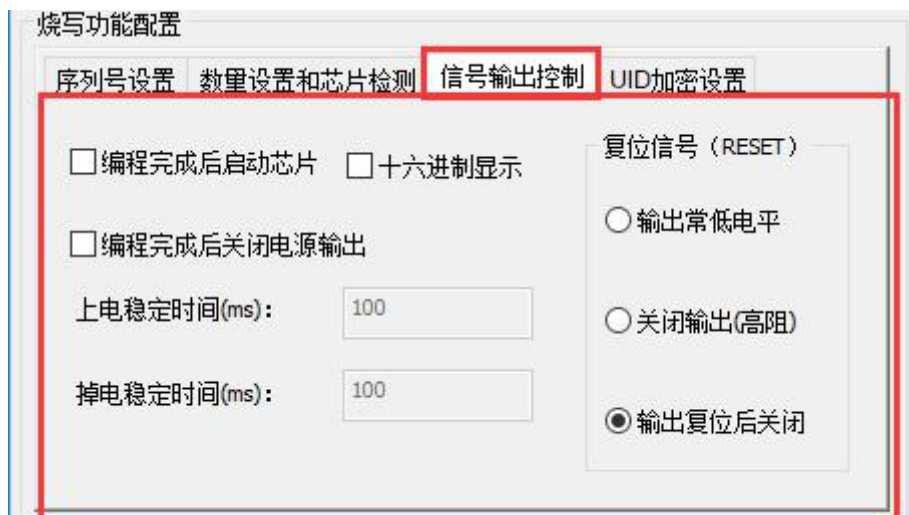 烧写功能配置
序列号设置 数量设置和芯片检测 信号输出控制 UID加密设置
编程完成后启动芯片 十六进制显示
编程完成后关闭电源输出
上电稳定时间(ms): 100
掉电稳定时间(ms): 100
复位信号（RESET）
输出常低电平
关闭输出(高阻)
输出复位后关闭